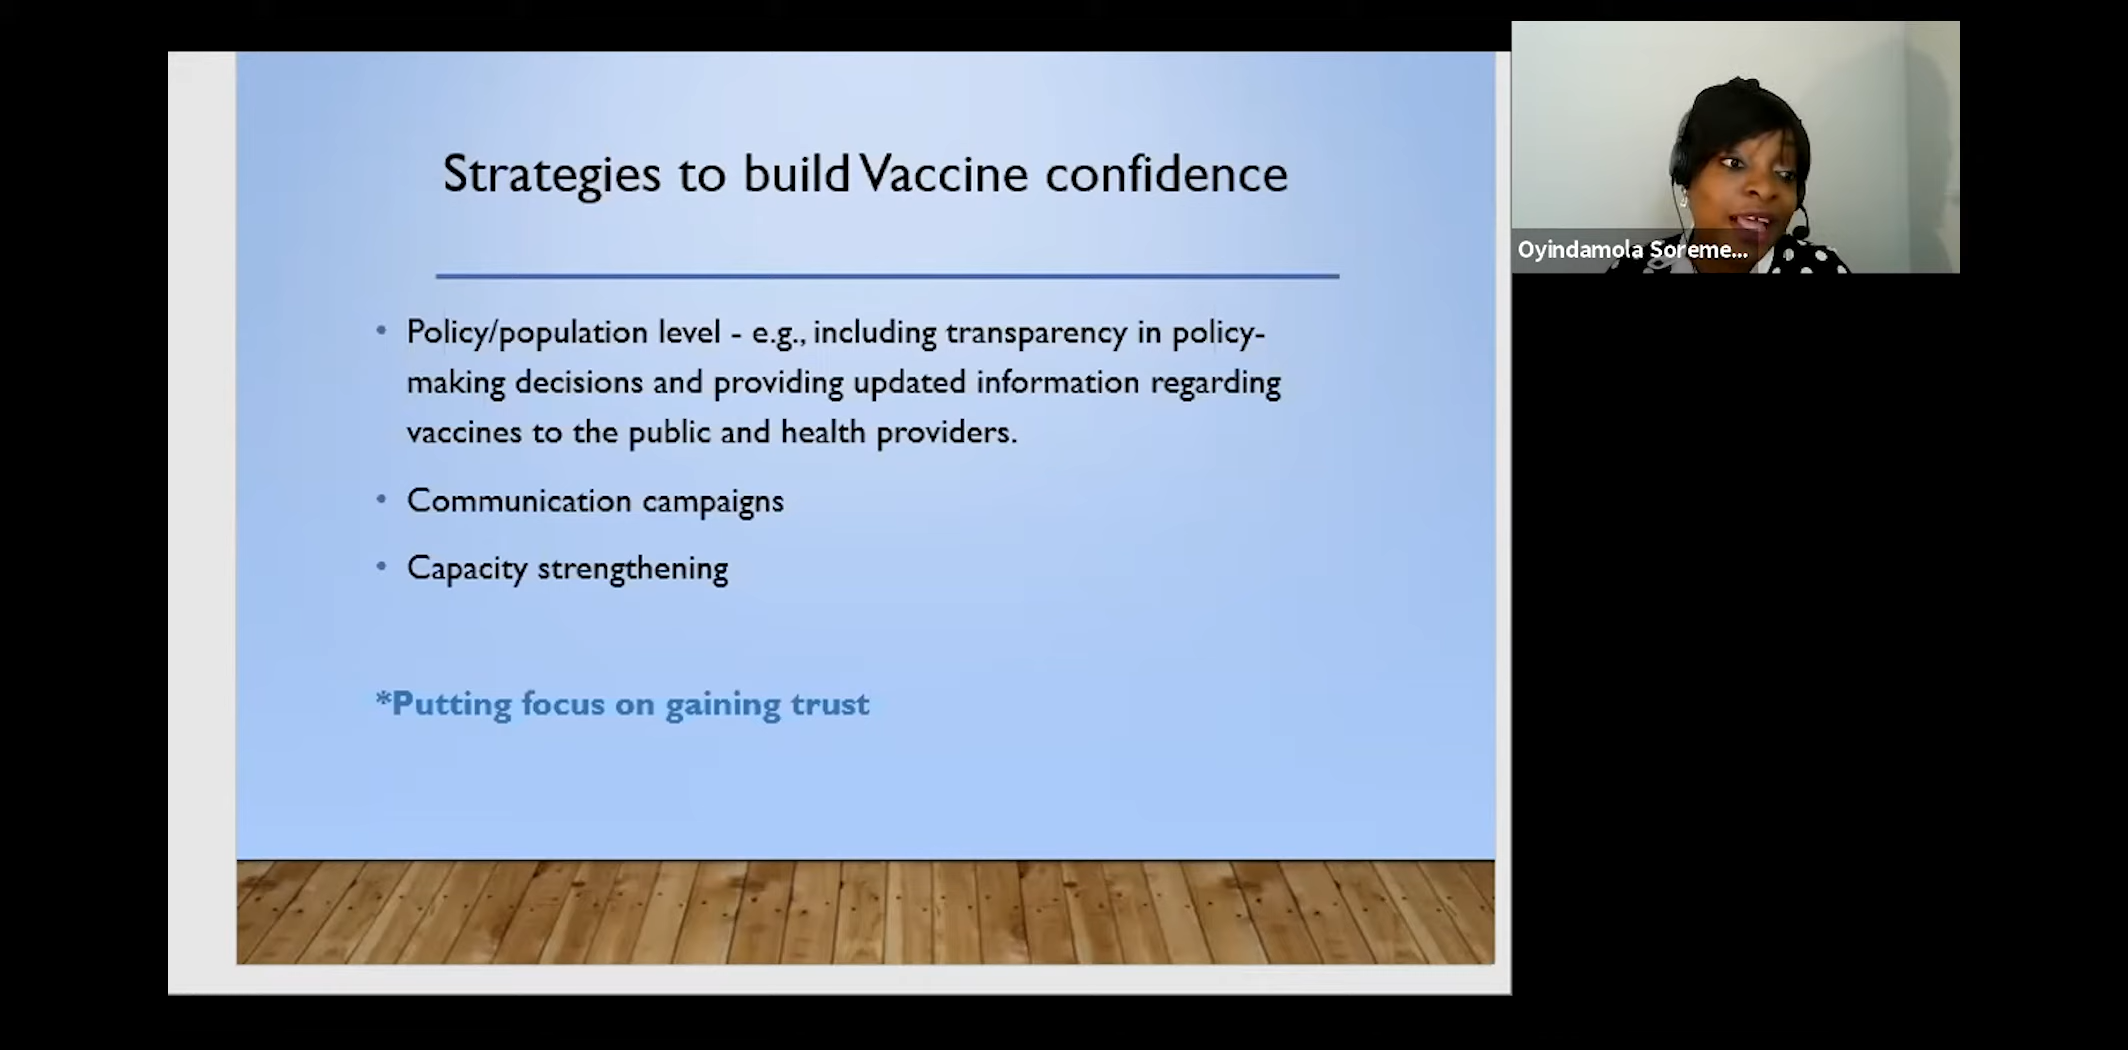 Strategies to build Vaccine confidence
• Policy/population level - e.g., including transparency in policy-
making decisions and providing updated information regarding
vaccines to the public and health providers.
• Communication campaigns
• Capacity strengthening
*Putting focus on gaining trust
Oyindamola Soreme...